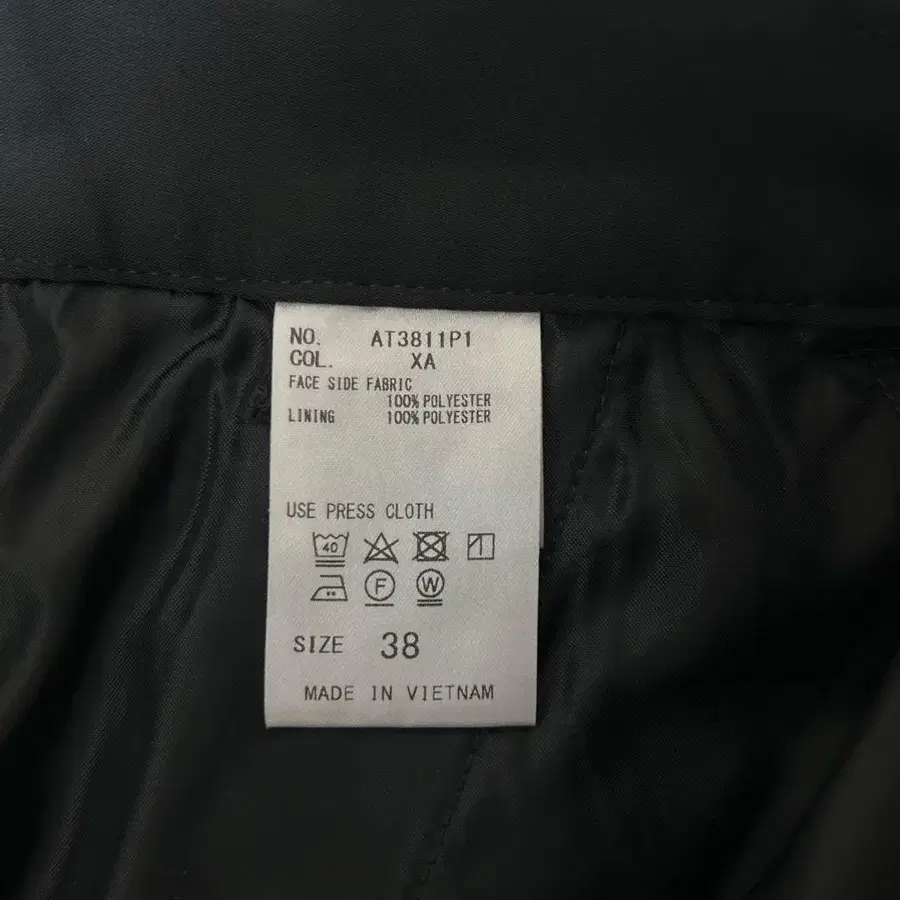 NO. AT3811P1
COL. XA
FACE SIDE FABRIC
100% POLYESTER
LINING 100% POLYESTER
USE PRESS CLOTH
40
F W
SIZE 38
MADE IN VIETNAM